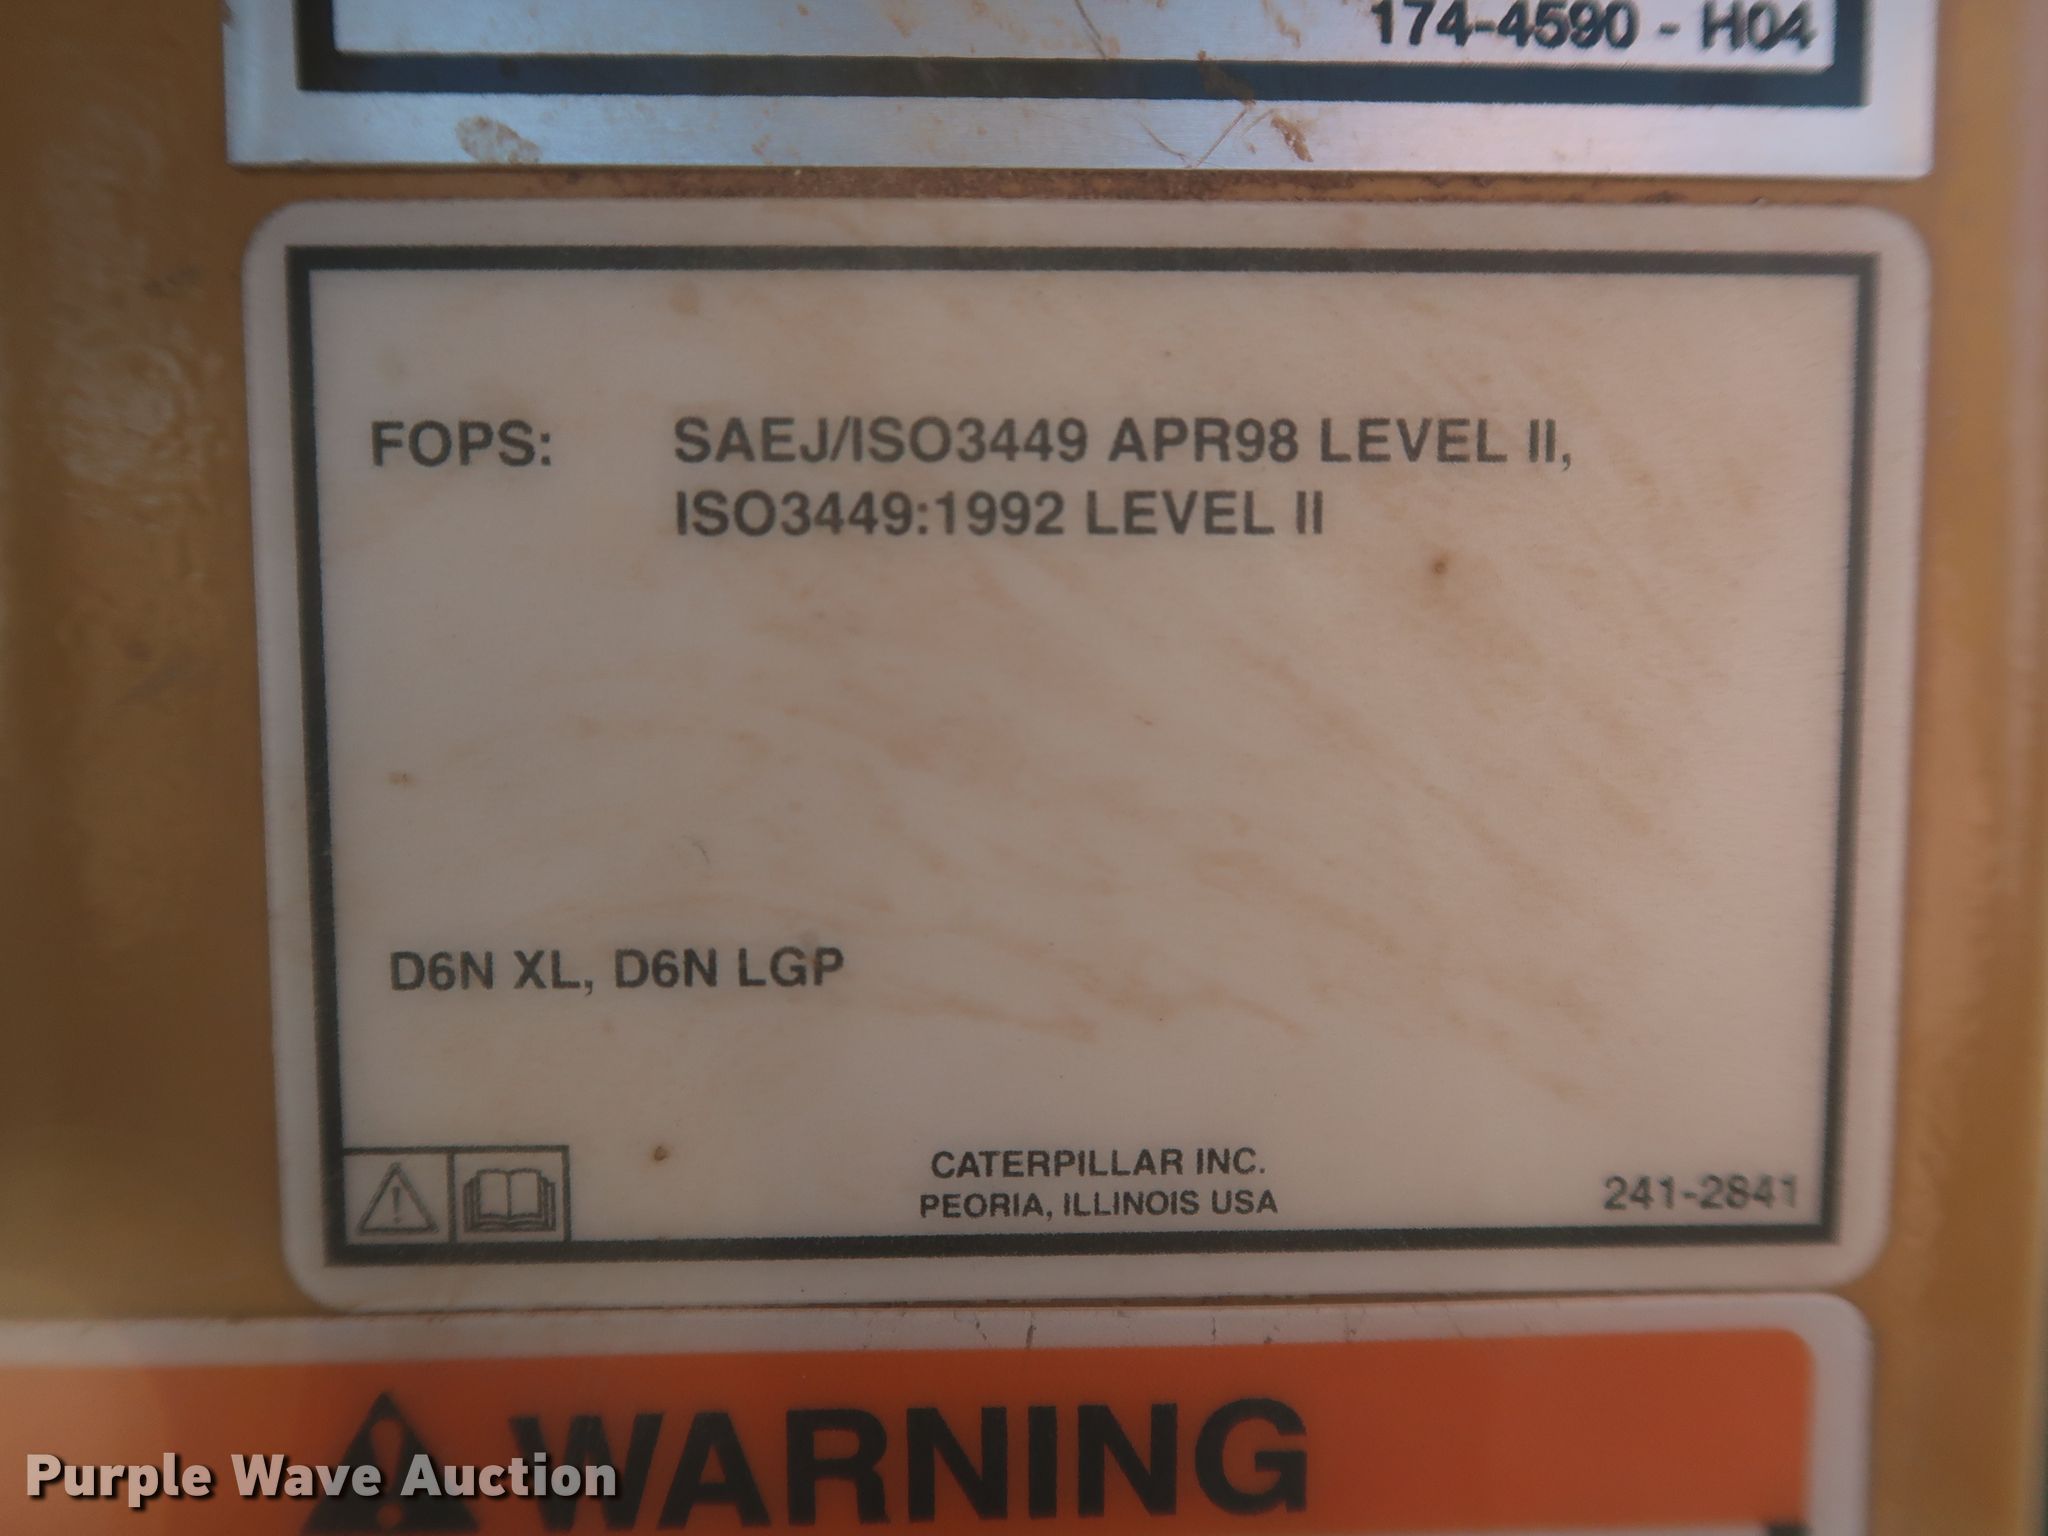 174-4590 - H04
FOPS: SAEJ/ISO3449 APR98 LEVEL II,
ISO3449:1992 LEVEL II
D6N XL, D6N LGP
CATERPILLAR INC.
PEORIA, ILLINOIS USA
241-2841
WARNING
Purple Wave Auction